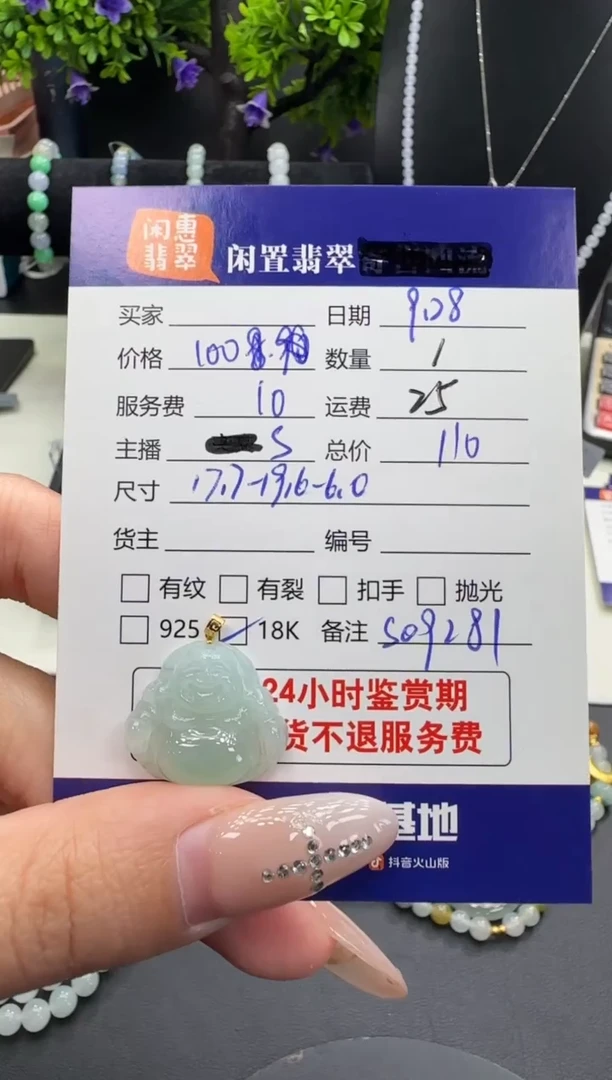 闲惠
翡翠
闲置翡翠
买家 日期 9.28
价格 100 数量 1
服务费 10 运费 25
主播 S 总价 110
尺寸 17.7-19.6-6.0
货主 编号
有纹 有裂 扣手 抛光
925 18K 备注 S09281
24小时鉴赏期
货不退服务费
基地
抖音火山版